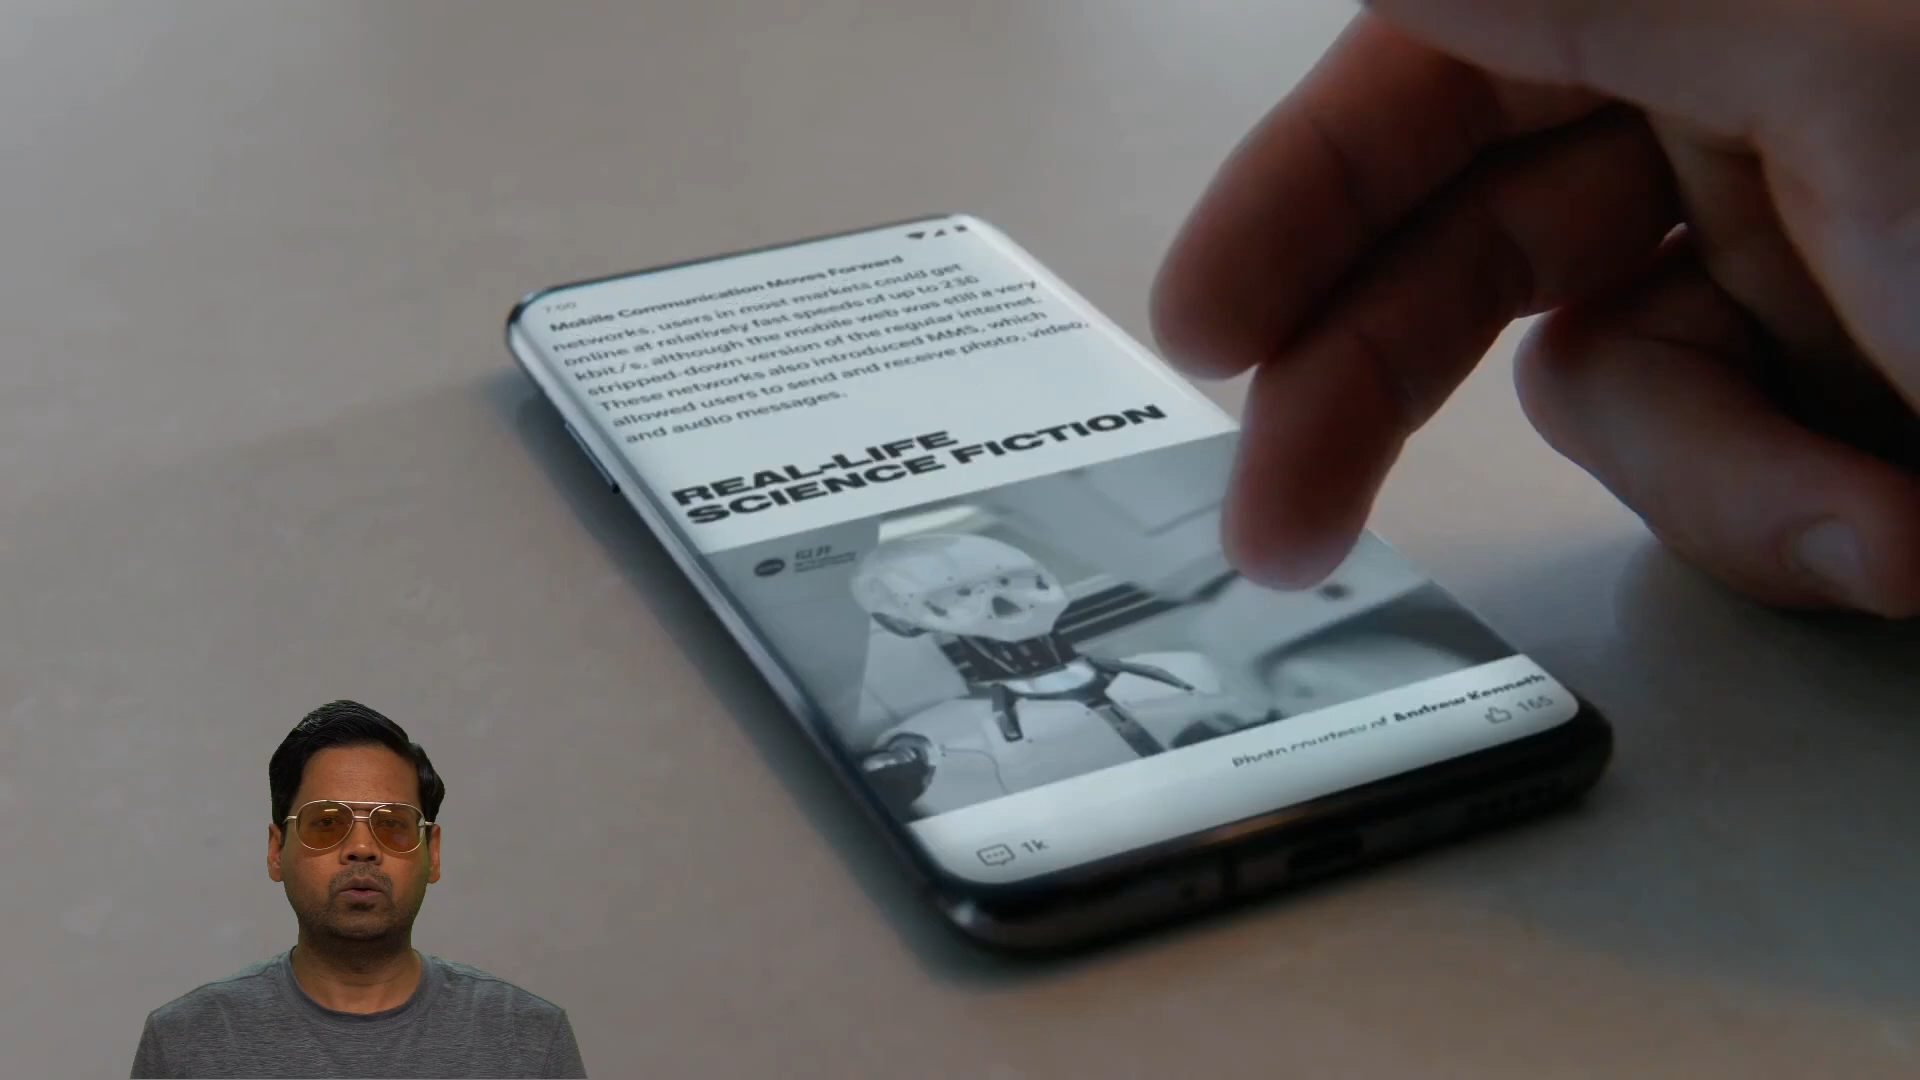 7:00
Mobile Communication Moves Forward
networks, users in most markets could get
online at relatively fast speeds of up to 236
kbit/s, although the mobile web was still a very
stripped-down version of the regular internet.
These networks also introduced MMS, which
allowed users to send and receive photo, video,
and audio messages.
REAL-LIFE
SCIENCE FICTION
Photo courtesy of Andrew Kenneth
165
1k